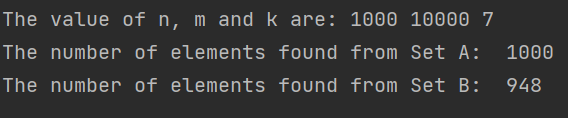 The value of n, m and k are: 1000 10000 7
The number of elements found from Set A:  1000
The number of elements found from Set B:  948